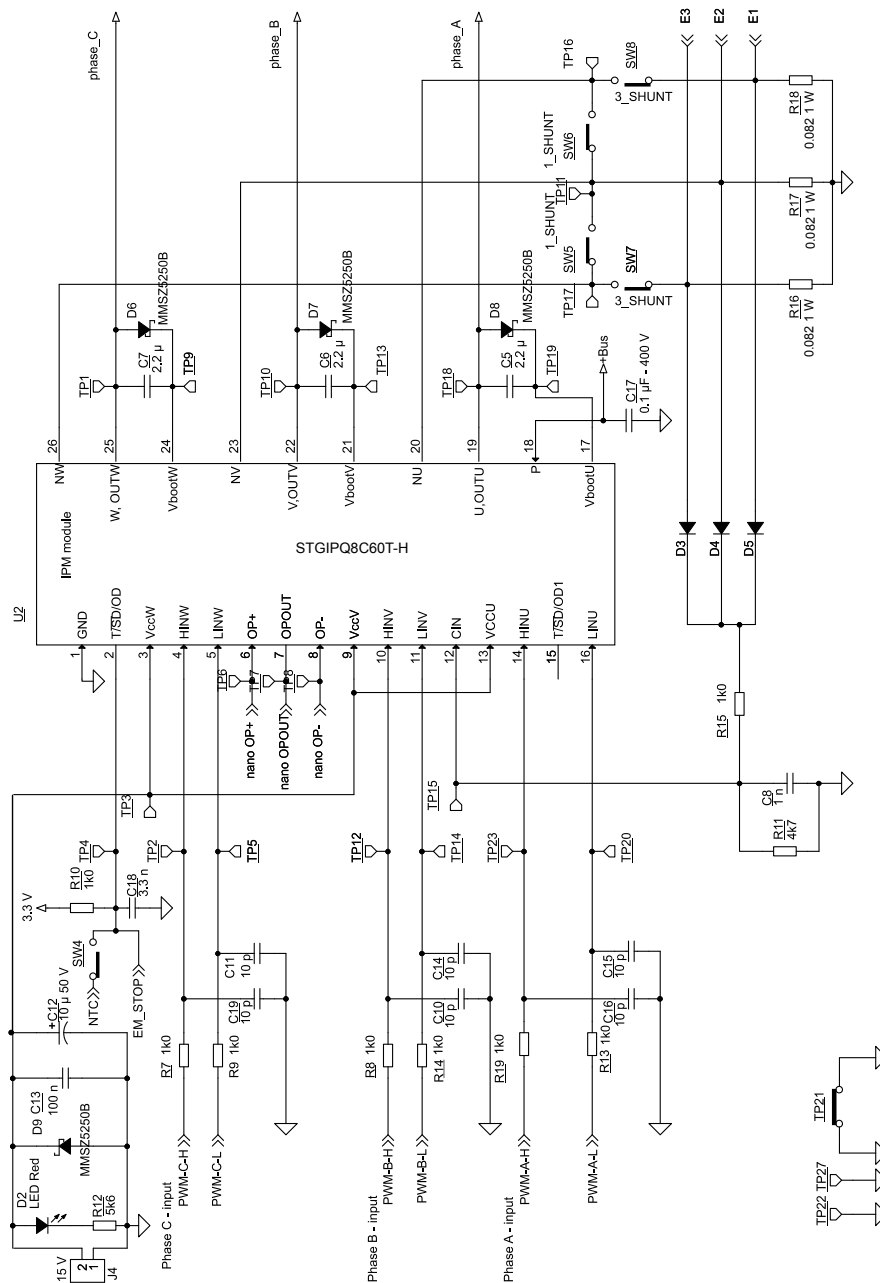 15 V
2
1
J4
D2
LED Red
R12
5k6
D9
MMSZ5250B
C13
100 n
+
C12
10 µ 50 V
NTC
SW4
EM_STOP
3.3 V
R10
1k0
C18
3.3 n
TP4
TP3
Phase C - input
PWM-C-H
PWM-C-L
R7 1k0
R9 1k0
C19
10 p
C11
10 p
TP2
TP5
TP6
TP7
TP8
nano OP+
nano OPOUT
nano OP-
Phase B - input
PWM-B-H
PWM-B-L
R8 1k0
R14 1k0
C10
10 p
C14
10 p
TP12
TP14
TP15
Phase A - input
PWM-A-H
PWM-A-L
R19 1k0
R13 1k0
C16
10 p
C15
10 p
TP23
TP20
U2
IPM module
STGIPQ8C60T-H
1
GND
2
T/SD/OD
3
VccW
4
HINW
5
LINW
6
OP+
7
OPOUT
8
OP-
9
VccV
10
HINV
11
LINV
12
CIN
13
VCCU
14
HINU
15
T/SD/OD1
16
LINU
NW
26
W, OUTW
25
VbootW
24
NV
23
V,OUTV
22
VbootV
21
NU
20
U,OUTU
19
P
18
VbootU
17
TP1
C7
2.2 µ
TP9
D6
MMSZ5250B
phase_C
TP10
C6
2.2 µ
TP13
D7
MMSZ5250B
phase_B
TP18
C5
2.2 µ
TP19
D8
MMSZ5250B
phase_A
+Bus
C17
0.1 µF - 400 V
TP17
SW5
1_SHUNT
TP11
SW6
1_SHUNT
TP16
SW7
3_SHUNT
SW8
3_SHUNT
E3
E2
E1
R16
0.082 1 W
R17
0.082 1 W
R18
0.082 1 W
D3
D4
D5
R15 1k0
C8
1 n
R11
4k7
TP21
TP22
TP27